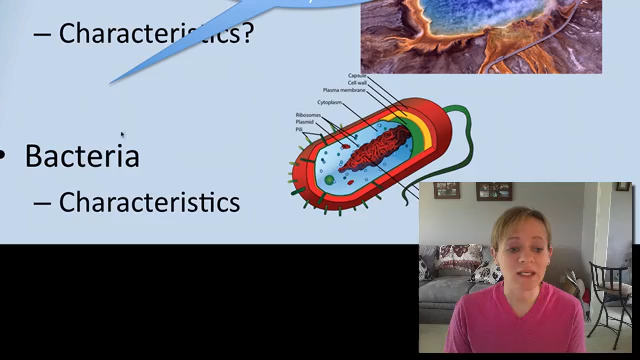 – Characteristics?
Capsule
Cell wall
Plasma membrane
Cytoplasm
Ribosomes
Plasmid
Pili
• Bacteria
– Characteristics